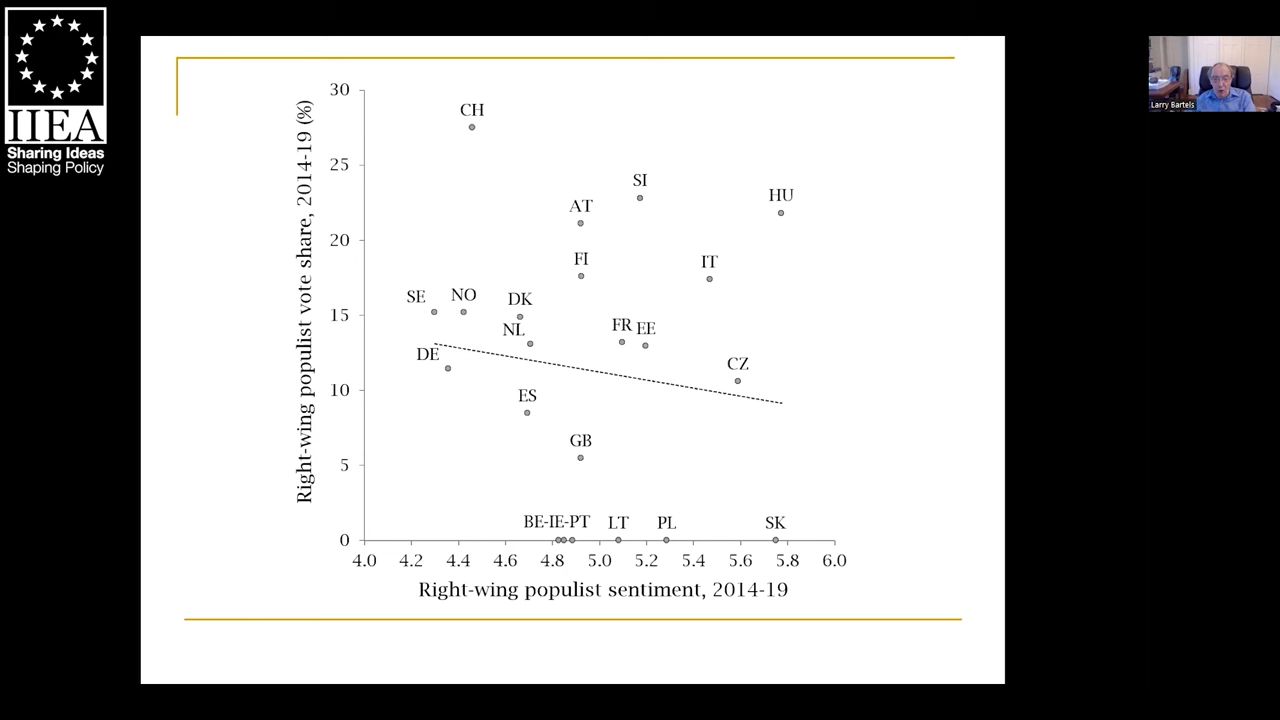 IIEA
Sharing Ideas
Shaping Policy
Larry Bartels
Right-wing populist vote share, 2014-19 (%)
30
25
20
15
10
5
0
CH
SI
HU
AT
FI
IT
SE
NO
DK
NL
FR
EE
DE
CZ
ES
GB
BE-IE-PT
LT
PL
SK
4.0 4.2 4.4 4.6 4.8 5.0 5.2 5.4 5.6 5.8 6.0
Right-wing populist sentiment, 2014-19